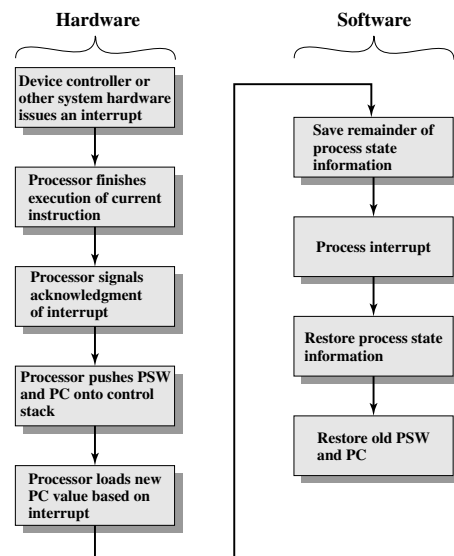 Hardware
Device controller or
other system hardware
issues an interrupt
Processor finishes
execution of current
instruction
Processor signals
acknowledgment
of interrupt
Processor pushes PSW
and PC onto control
stack
Processor loads new
PC value based on
interrupt
Software
Save remainder of
process state
information
Process interrupt
Restore process state
information
Restore old PSW
and PC